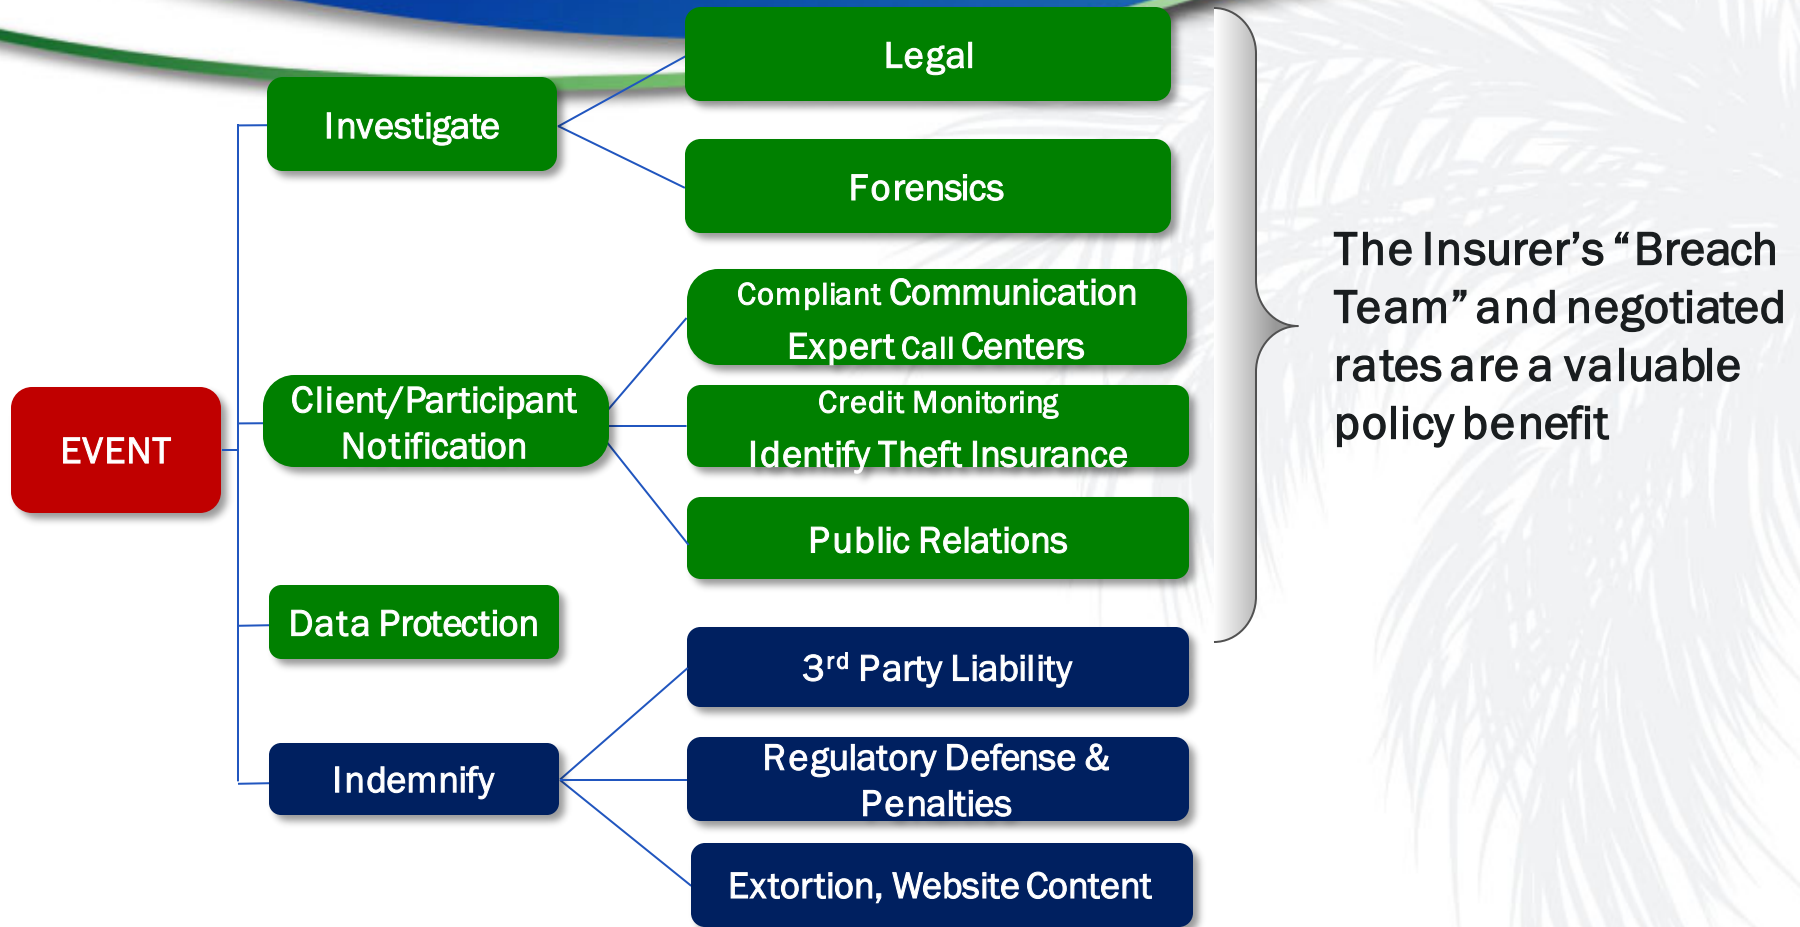 Legal
Investigate
Forensics
Compliant Communication
Expert Call Centers
Client/Participant
Notification
Credit Monitoring
Identify Theft Insurance
EVENT
Public Relations
Data Protection
3rd Party Liability
Indemnify
Regulatory Defense &
Penalties
Extortion, Website Content
The Insurer’s “Breach
Team” and negotiated
rates are a valuable
policy benefit